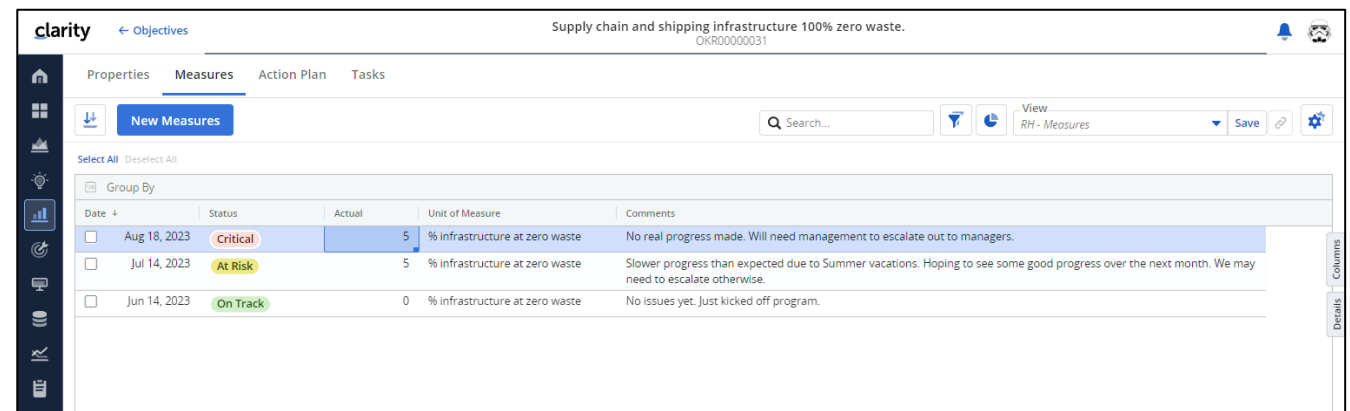 clarity
← Objectives
Supply chain and shipping infrastructure 100% zero waste.
OKR00000031
Properties Measures Action Plan Tasks
New Measures
Search...
View
RH - Measures
Save
Select All Deselect All
Group By
Date ↓ Status Actual Unit of Measure Comments
Aug 18, 2023 Critical 5 % infrastructure at zero waste No real progress made. Will need management to escalate out to managers.
Jul 14, 2023 At Risk 5 % infrastructure at zero waste Slower progress than expected due to Summer vacations. Hoping to see some good progress over the next month. We may
need to escalate otherwise.
Jun 14, 2023 On Track 0 % infrastructure at zero waste No issues yet. Just kicked off program.
Columns
Details